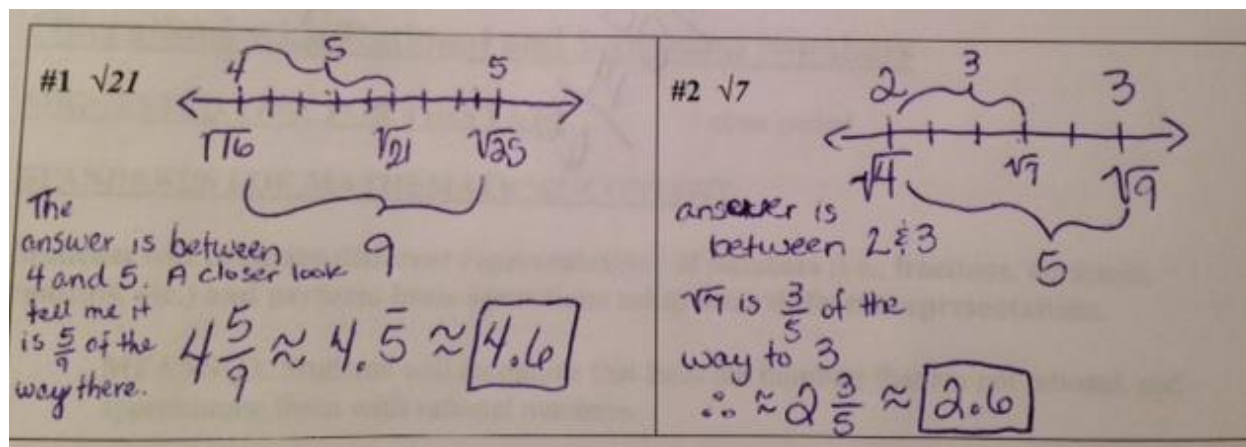 #1 √21
4 5 5
√16 √21 √25
9
The
answer is between
4 and 5. A closer look
tell me it
is 5/9 of the
way there.
4 5/9 ≈ 4.5̅ ≈ 4.6
#2 √7
2 3 3
√4 √7 √9
5
answer is
between 2 & 3
√7 is 3/5 of the
way to 3
∴ ≈ 2 3/5 ≈ 2.6